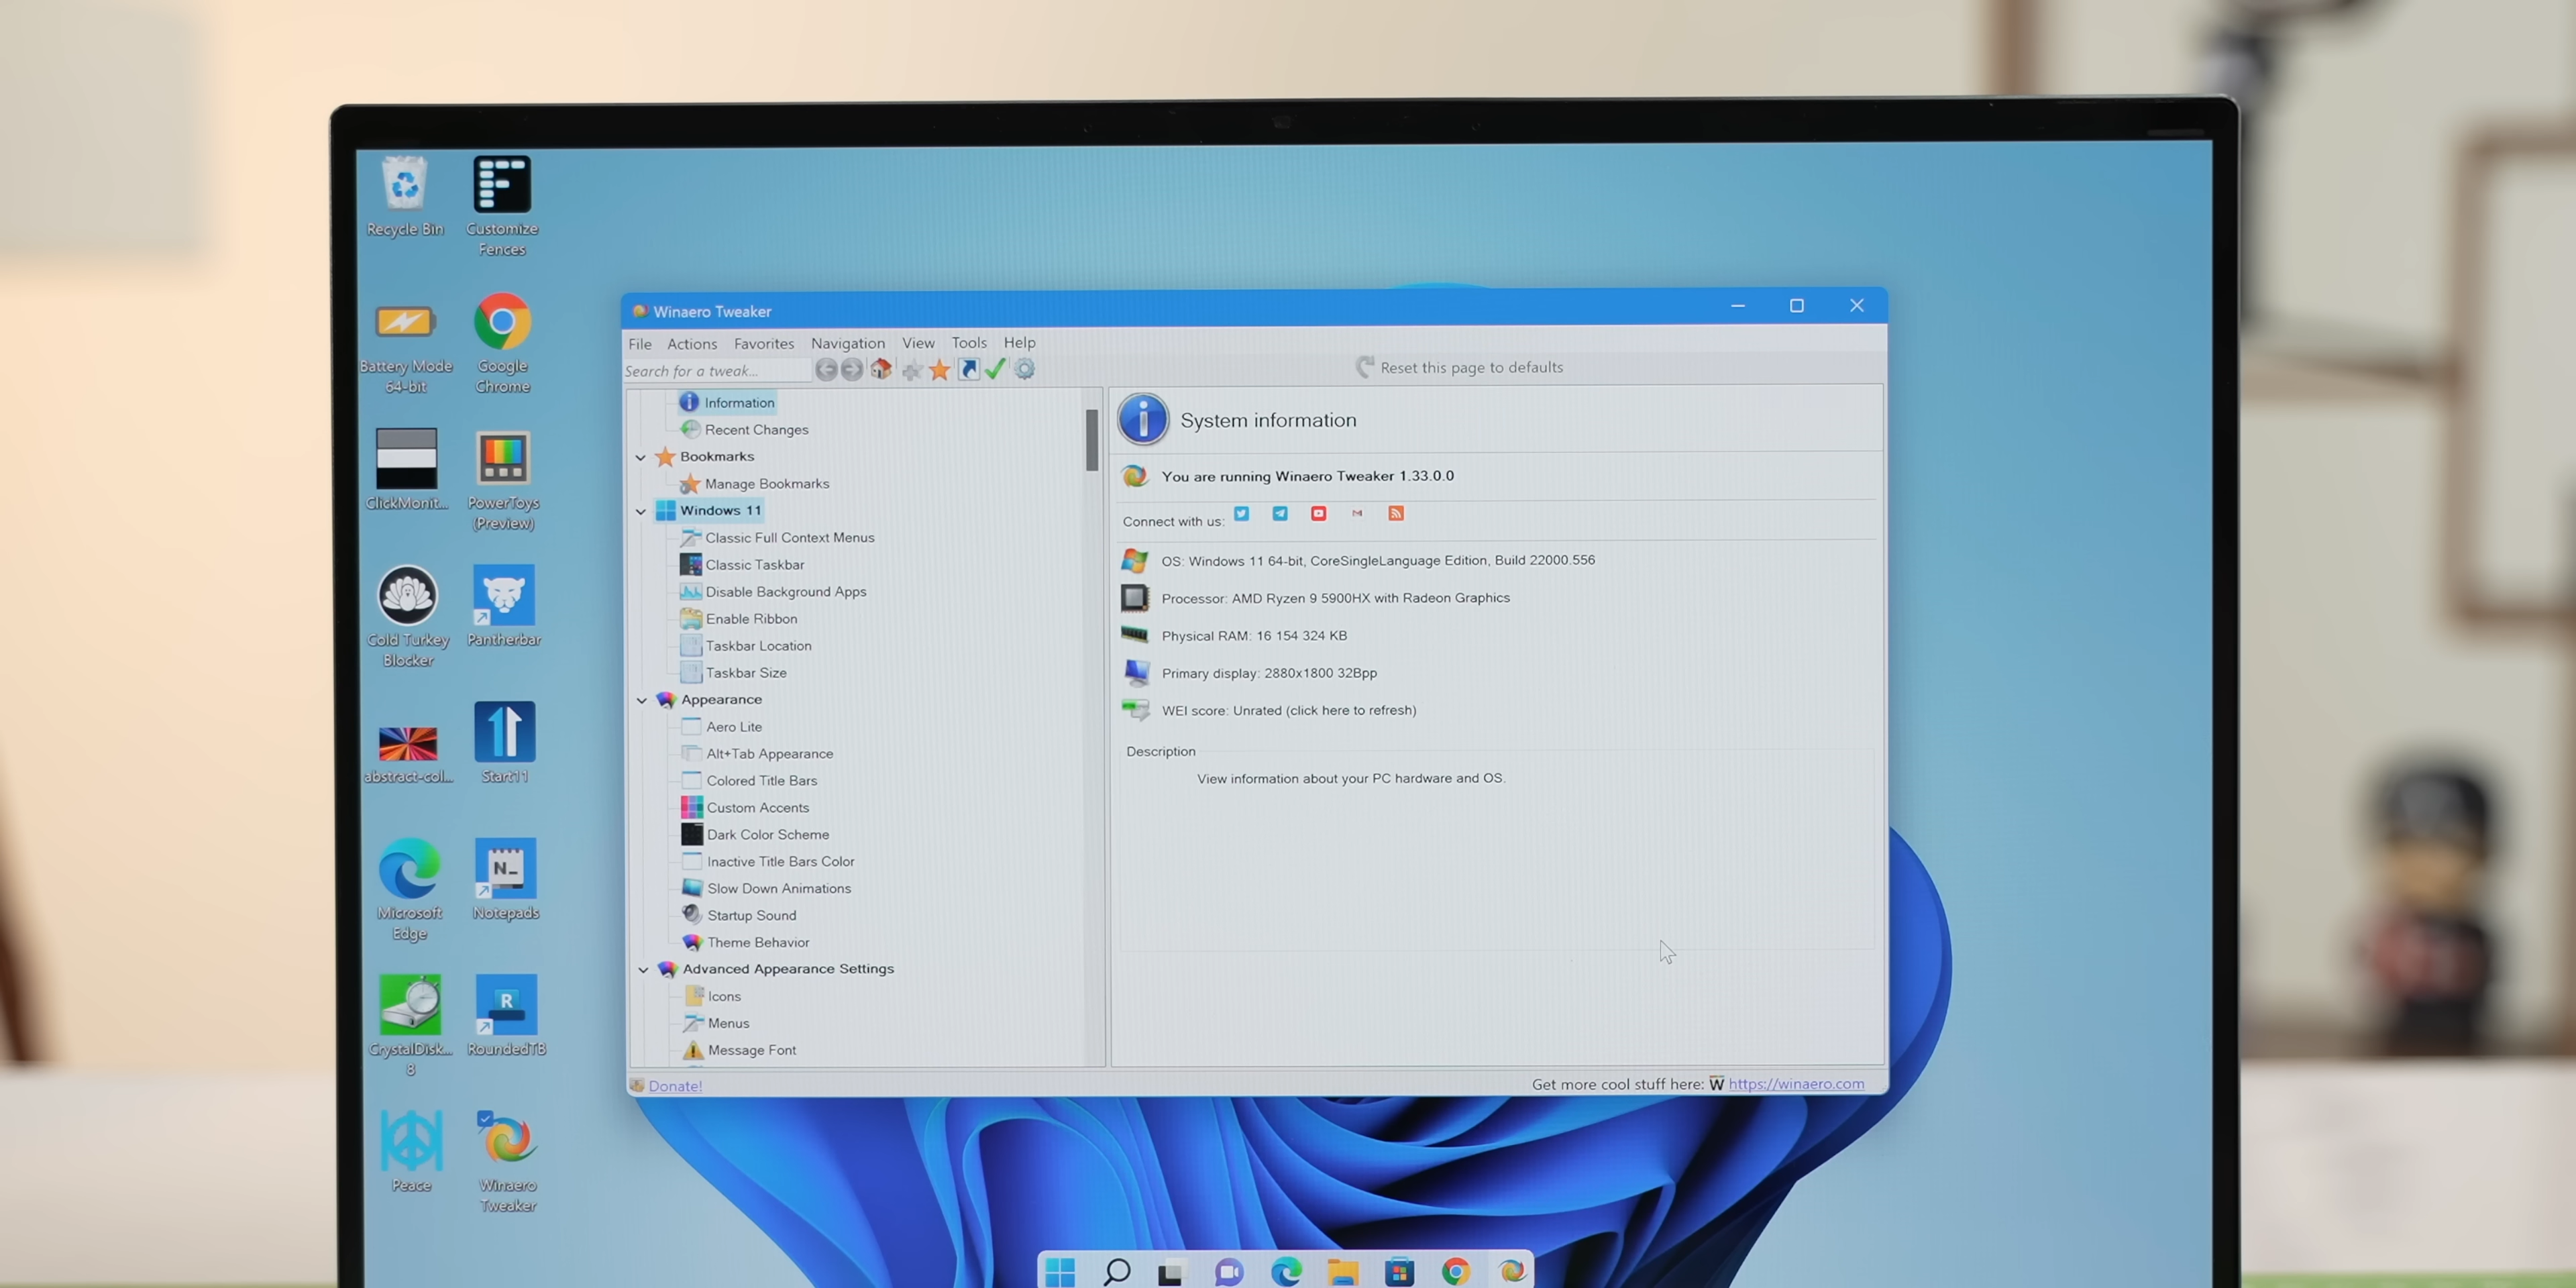 Recycle Bin
Customize
Fences
Battery Mode
64-bit
Google
Chrome
ClickMonit...
PowerToys
(Preview)
Cold Turkey
Blocker
Pantherbar
abstract-col...
Start11
Microsoft
Edge
Notepads
CrystalDisk...
8
RoundedTB
Peace
Winaero
Tweaker
Winaero Tweaker
File Actions Favorites Navigation View Tools Help
Search for a tweak...
Reset this page to defaults
Information
Recent Changes
Bookmarks
Manage Bookmarks
Windows 11
Classic Full Context Menus
Classic Taskbar
Disable Background Apps
Enable Ribbon
Taskbar Location
Taskbar Size
Appearance
Aero Lite
Alt+Tab Appearance
Colored Title Bars
Custom Accents
Dark Color Scheme
Inactive Title Bars Color
Slow Down Animations
Startup Sound
Theme Behavior
Advanced Appearance Settings
Icons
Menus
Message Font
System information
You are running Winaero Tweaker 1.33.0.0
Connect with us:
OS: Windows 11 64-bit, CoreSingleLanguage Edition, Build 22000.556
Processor: AMD Ryzen 9 5900HX with Radeon Graphics
Physical RAM: 16 154 324 KB
Primary display: 2880x1800 32Bpp
WEI score: Unrated (click here to refresh)
Description
View information about your PC hardware and OS.
Donate!
Get more cool stuff here: W https://winaero.com